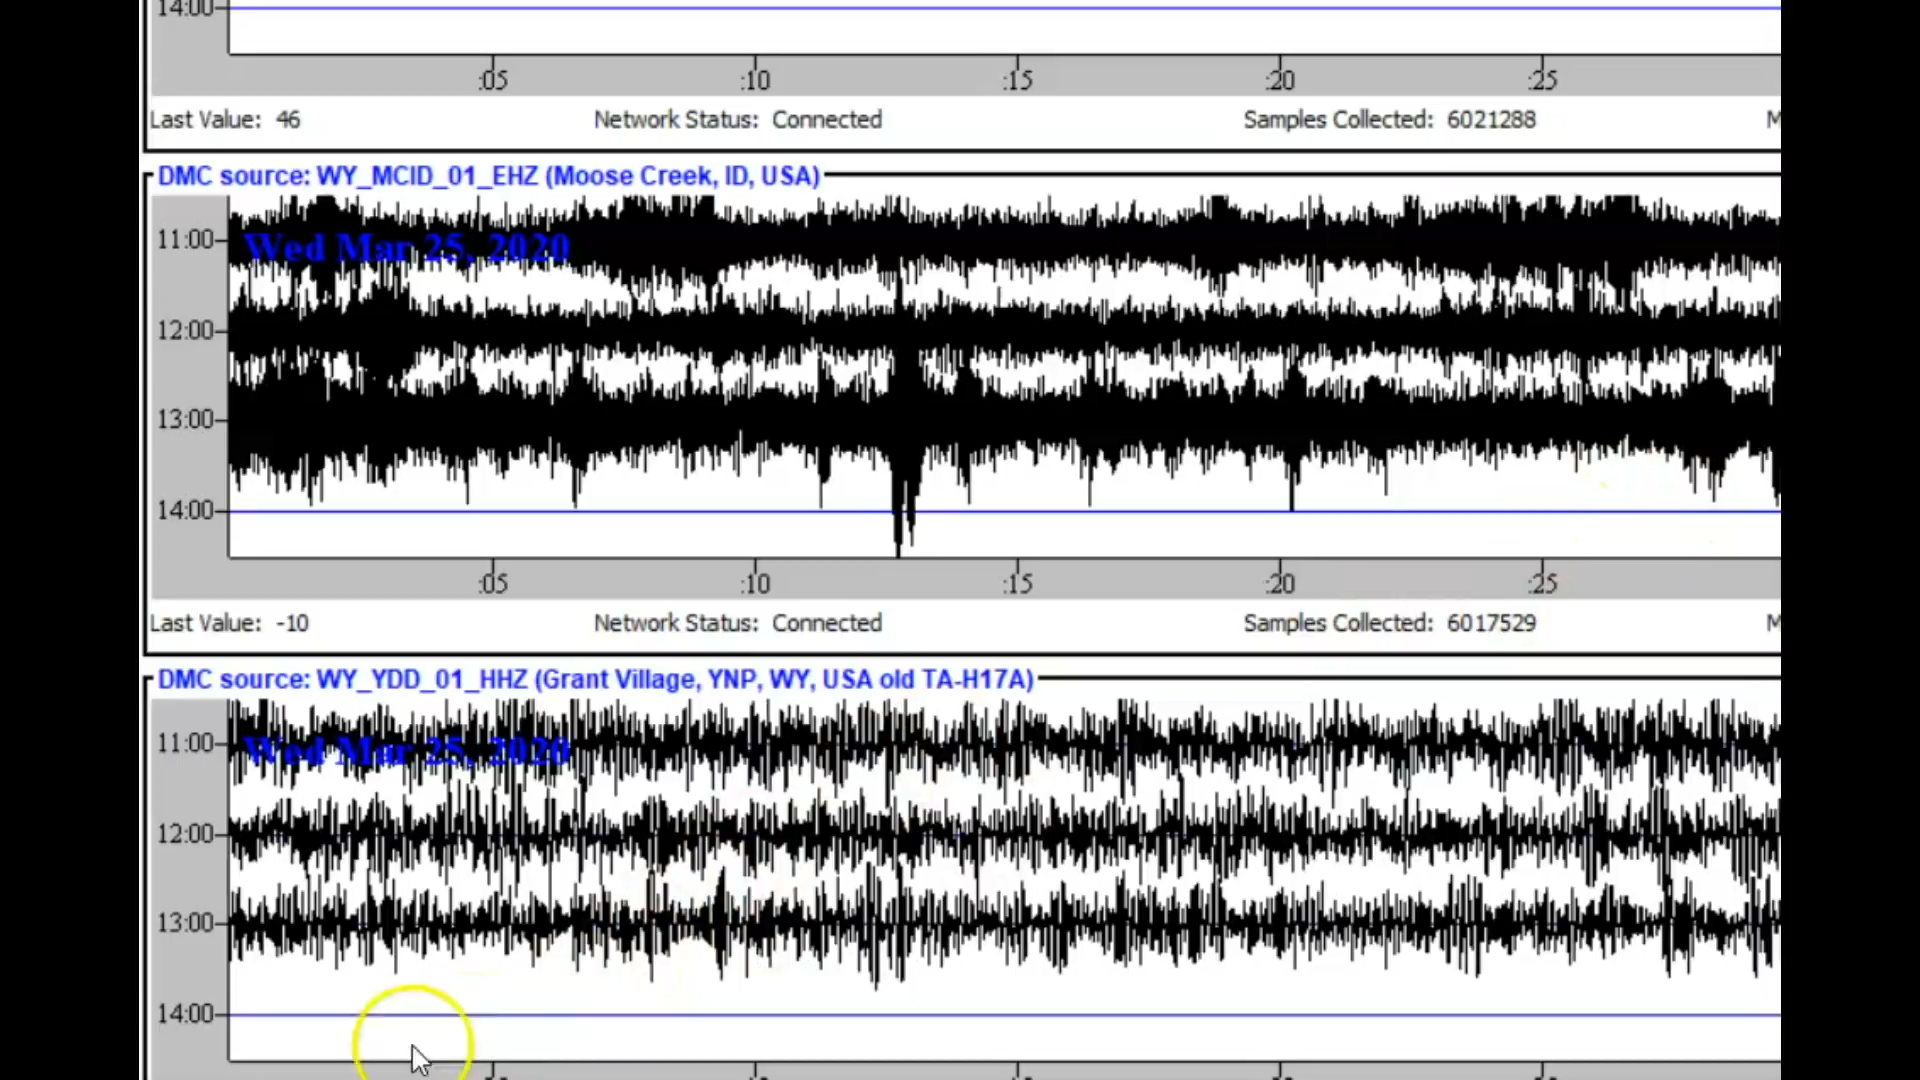 14:00
:05 :10 :15 :20 :25
Last Value: 46 Network Status: Connected Samples Collected: 6021288 M
DMC source: WY_MCID_01_EHZ (Moose Creek, ID, USA)
11:00
Wed Mar 25, 2020
12:00
13:00
14:00
:05 :10 :15 :20 :25
Last Value: -10 Network Status: Connected Samples Collected: 6017529 M
DMC source: WY_YDD_01_HHZ (Grant Village, YNP, WY, USA old TA-H17A)
11:00
Wed Mar 25, 2020
12:00
13:00
14:00